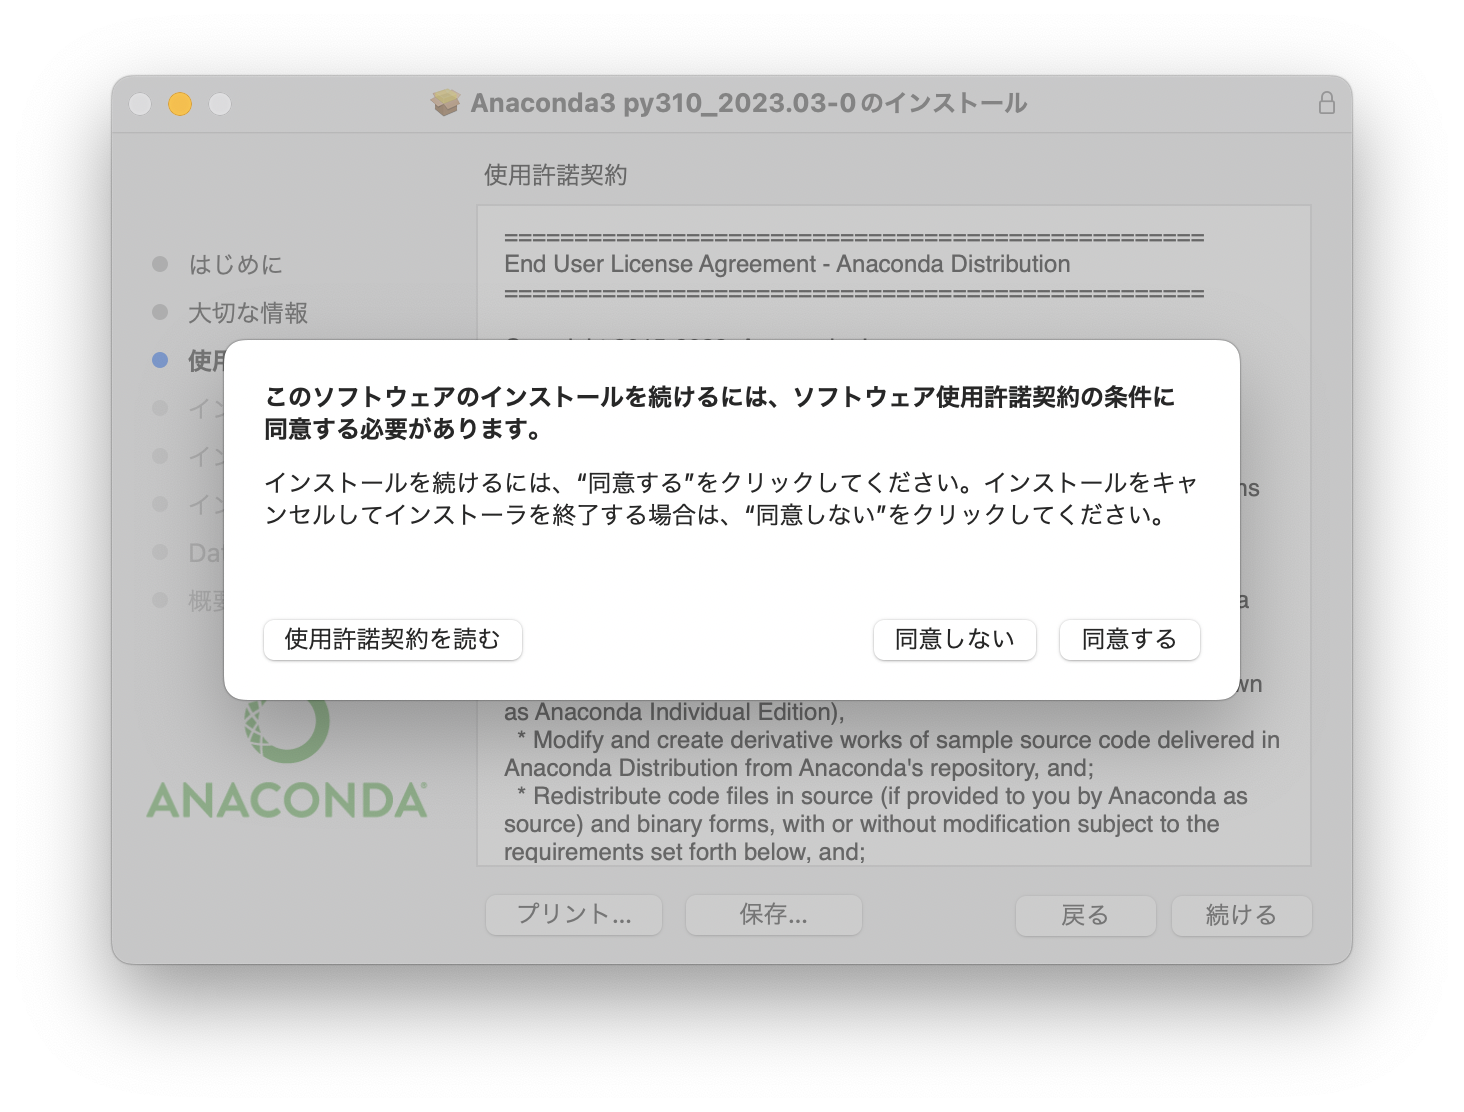 Anaconda3 py310_2023.03-0のインストール
使用許諾契約
==================================================
End User License Agreement - Anaconda Distribution
==================================================
はじめに
大切な情報
使用
イン
イン
イン
Dat
概要
このソフトウェアのインストールを続けるには、ソフトウェア使用許諾契約の条件に
同意する必要があります。
インストールを続けるには、“同意する”をクリックしてください。インストールをキャ
ンセルしてインストーラを終了する場合は、“同意しない”をクリックしてください。
使用許諾契約を読む
同意しない
同意する
as Anaconda Individual Edition),
* Modify and create derivative works of sample source code delivered in
Anaconda Distribution from Anaconda's repository, and;
* Redistribute code files in source (if provided to you by Anaconda as
source) and binary forms, with or without modification subject to the
requirements set forth below, and;
ANACONDA
プリント...
保存...
戻る
続ける